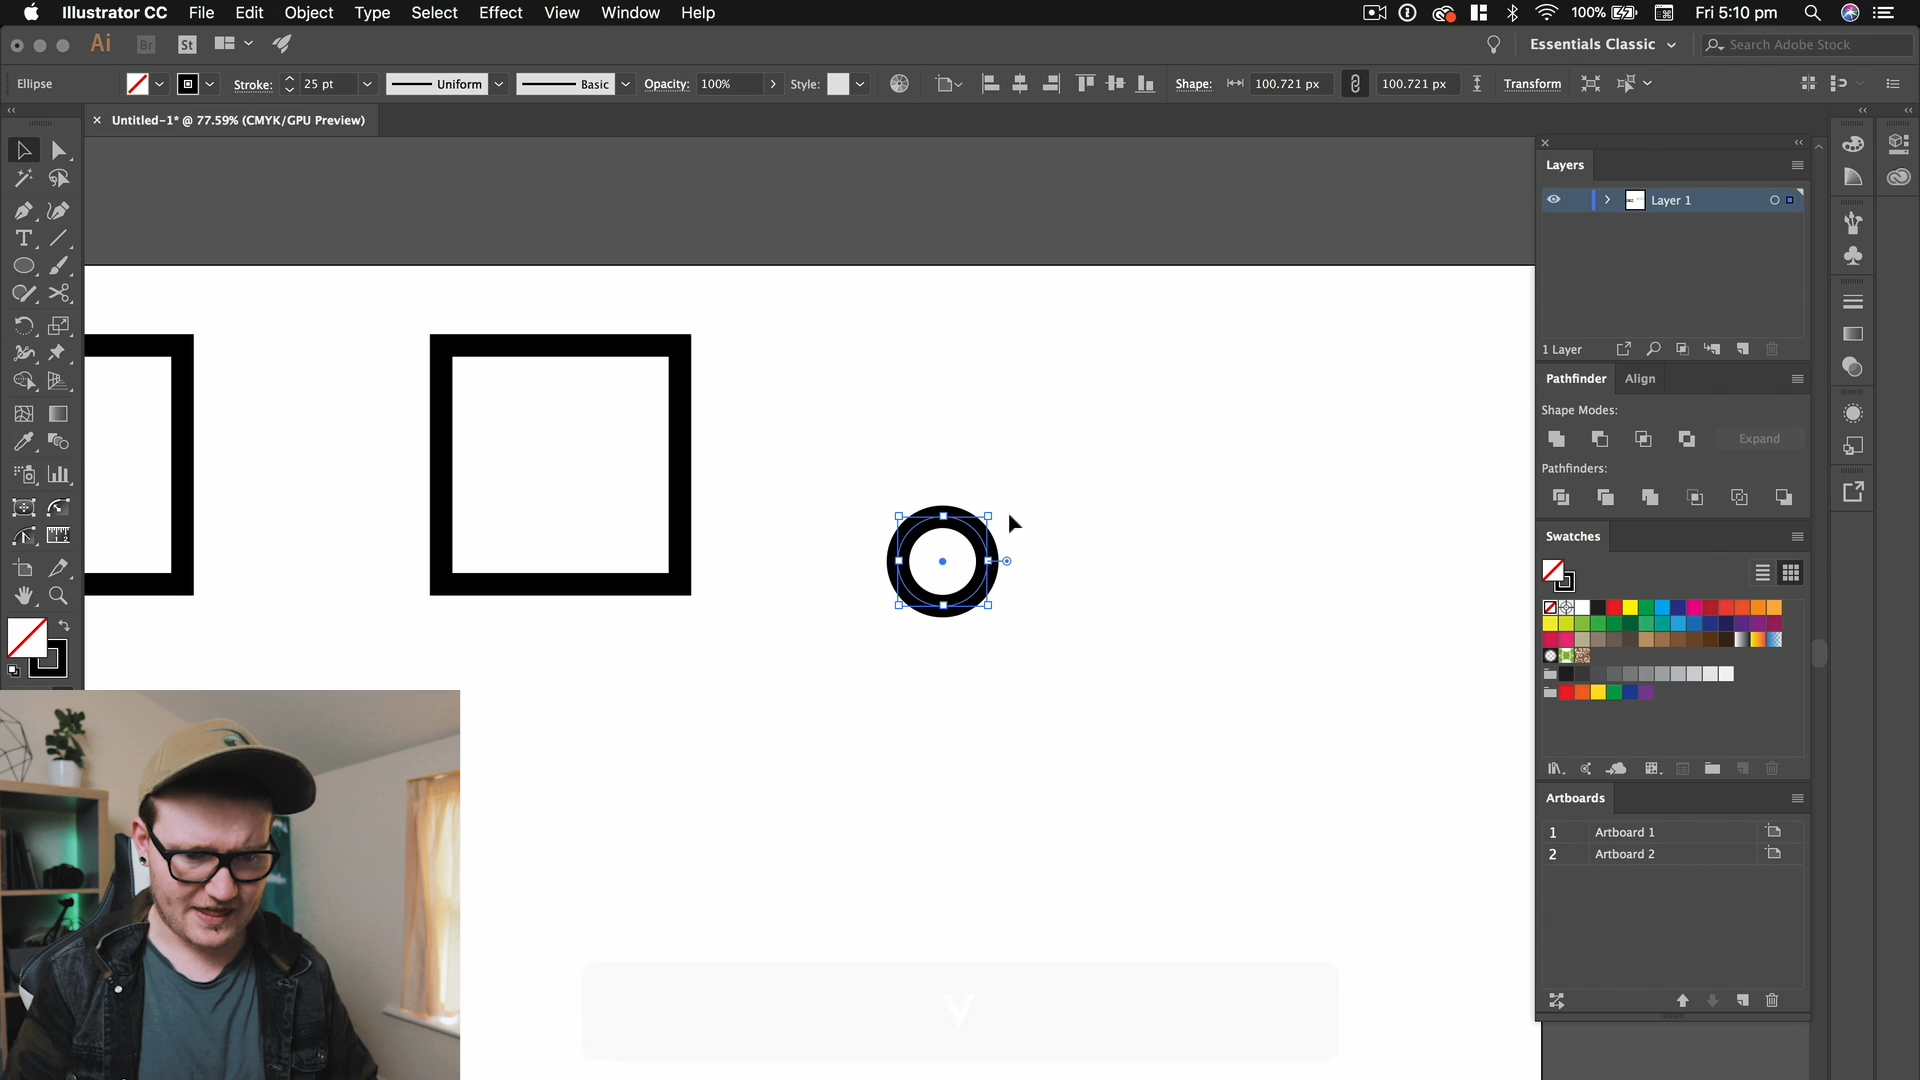 Illustrator CC File Edit Object Type Select Effect View Window Help 100% Fri 5:10 pm
Ai Br St Essentials Classic Search Adobe Stock
Ellipse Stroke: 25 pt Uniform Basic Opacity: 100% Style: Shape: 100.721 px 100.721 px Transform
× Untitled-1* @ 77.59% (CMYK/GPU Preview)
Layers
Layer 1
1 Layer
Pathfinder Align
Shape Modes:
Expand
Pathfinders:
Swatches
Artboards
1 Artboard 1
2 Artboard 2
V